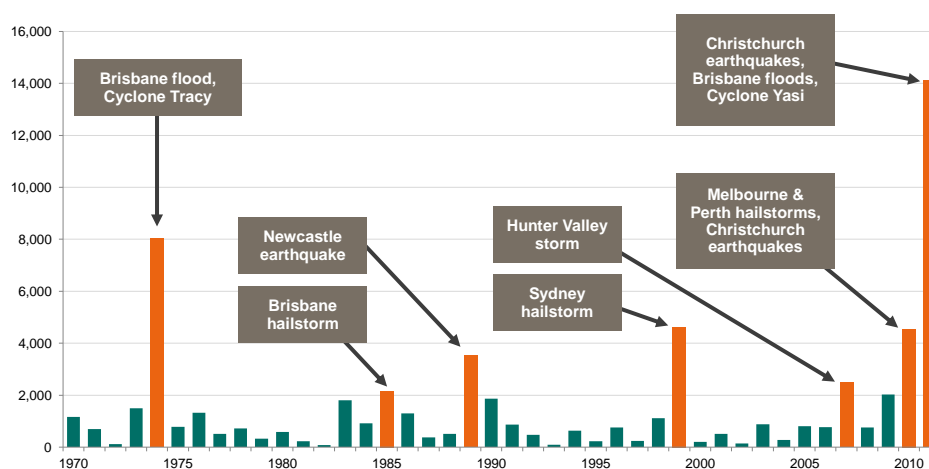 16,000
14,000
12,000
10,000
8,000
6,000
4,000
2,000
0
Brisbane flood,
Cyclone Tracy
Newcastle
earthquake
Brisbane
hailstorm
Hunter Valley
storm
Sydney
hailstorm
Christchurch
earthquakes,
Brisbane floods,
Cyclone Yasi
Melbourne &
Perth hailstorms,
Christchurch
earthquakes
1970 1975 1980 1985 1990 1995 2000 2005 2010